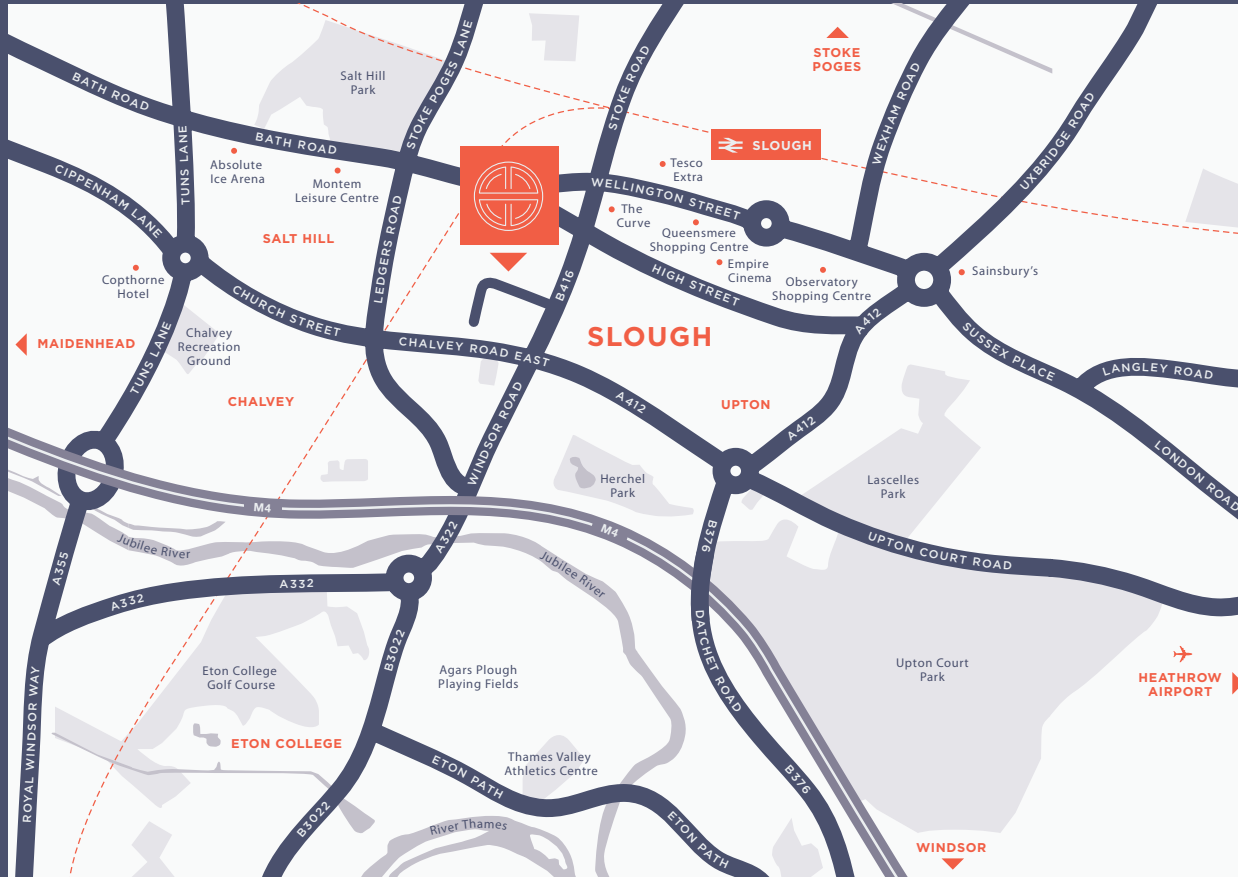 STOKE
POGES
BATH ROAD
TUNS LANE
Salt Hill
Park
STOKE POGES LANE
STOKE ROAD
WEXHAM ROAD
UXBRIDGE ROAD
BATH ROAD
SLOUGH
CIPPENHAM LANE
Absolute
Ice Arena
Montem
Leisure Centre
Tesco
Extra
WELLINGTON STREET
The
Curve
Queensmere
Shopping Centre
SALT HILL
LEDGERS ROAD
Empire
Cinema
Observatory
Shopping Centre
Sainsbury's
Copthorne
Hotel
HIGH STREET
B416
CHURCH STREET
A412
MAIDENHEAD
TUNS LANE
Chalvey
Recreation
Ground
CHALVEY ROAD EAST
SLOUGH
SUSSEX PLACE
LANGLEY ROAD
CHALVEY
A412
UPTON
A412
WINDSOR ROAD
LONDON ROAD
Herchel
Park
Lascelles
Park
M4
M4
B376
A322
UPTON COURT ROAD
Jubilee River
Jubilee River
A355
A332
A332
B3022
DATCHET ROAD
Eton College
Golf Course
Agars Plough
Playing Fields
Upton Court
Park
HEATHROW
AIRPORT
ROYAL WINDSOR WAY
ETON COLLEGE
ETON PATH
Thames Valley
Athletics Centre
B376
B3022
River Thames
ETON PATH
WINDSOR